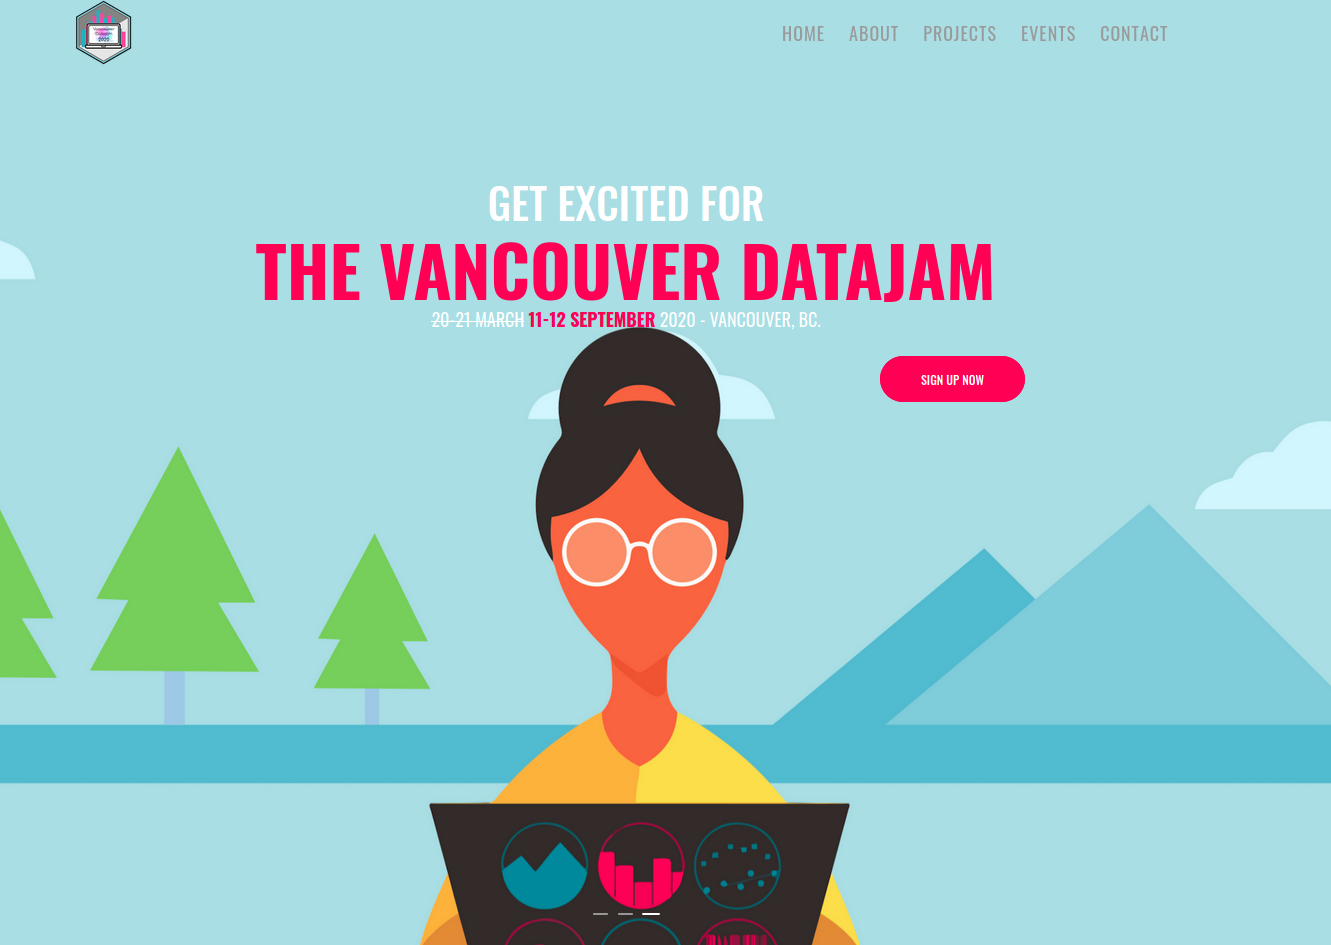 HOME ABOUT PROJECTS EVENTS CONTACT
GET EXCITED FOR
THE VANCOUVER DATAJAM
20-21 MARCH 11-12 SEPTEMBER 2020 - VANCOUVER, BC.
SIGN UP NOW